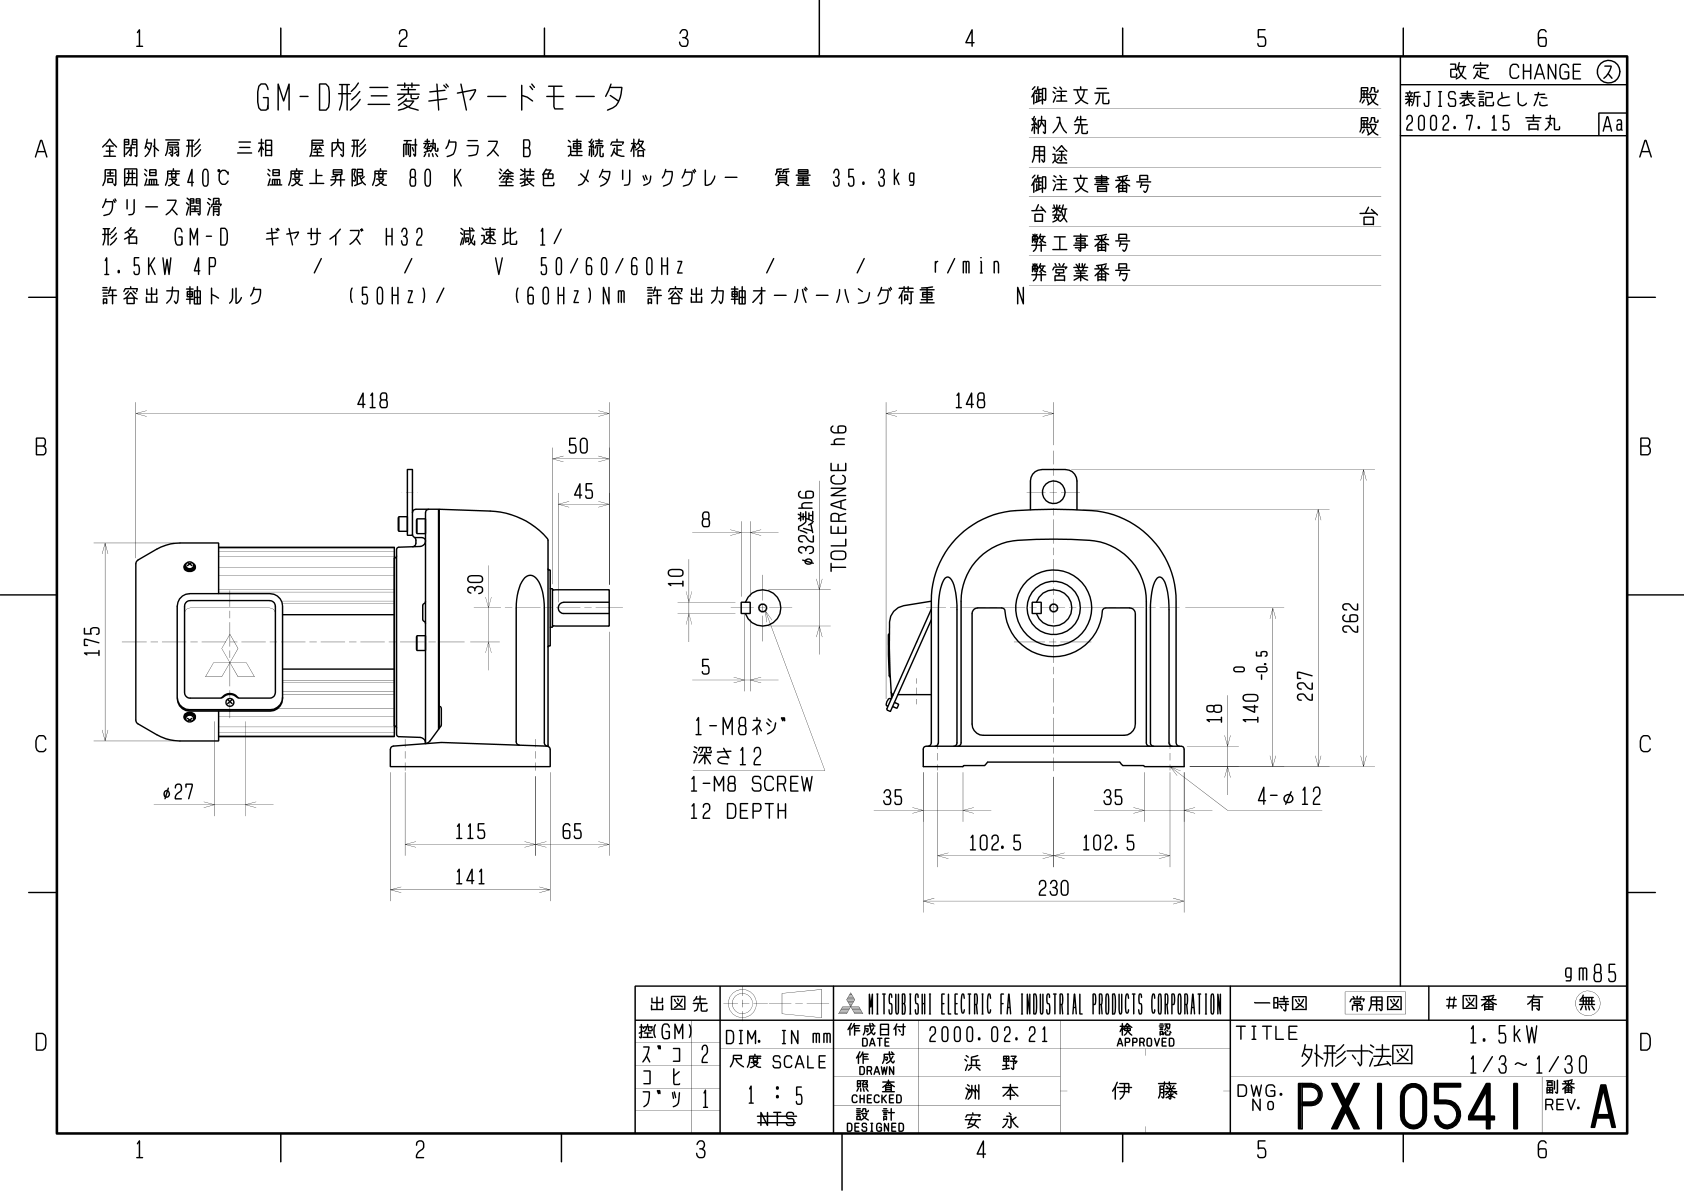 1 2 3 4 5 6
A A
B B
C C
D D
GM-D形三菱ギヤードモータ
全閉外扇形 三相 屋内形 耐熱クラス B 連続定格
周囲温度40℃ 温度上昇限度 80 K 塗装色 メタリックグレー 質量 35.3kg
グリース潤滑
形名 GM-D ギヤサイズ H32 減速比 1/
1.5KW 4P / / V 50/60/60Hz / / r/min
許容出力軸トルク (50Hz)/ (60Hz)Nm 許容出力軸オーバーハング荷重 N
御注文元 殿
納入先 殿
用途
御注文書番号
台数 台
弊工事番号
弊営業番号
改定 CHANGE ス
新JIS表記とした
2002.7.15 吉丸 Aa
418
50
45
30
175
φ27
115
65
141
8
10
5
φ32公差h6
TOLERANCE h6
1-M8ネジ
深さ12
1-M8 SCREW
12 DEPTH
148
262
227
140 0 -0.5
18
35
35
4-φ12
102.5
102.5
230
gm85
出図先
控(GM)
ズコ 2
コヒ
ブツ 1
DIM. IN mm
尺度 SCALE
1 : 5
NTS
MITSUBISHI ELECTRIC FA INDUSTRIAL PRODUCTS CORPORATION
作成日付 DATE 2000.02.21
作成 DRAWN 浜野
照査 CHECKED 洲本
設計 DESIGNED 安永
検認 APPROVED
伊藤
一時図 常用図 #図番 有 無
TITLE 1.5kW
外形寸法図
1/3～1/30
DWG. No PX10541
副番 REV. A
1 2 3 4 5 6